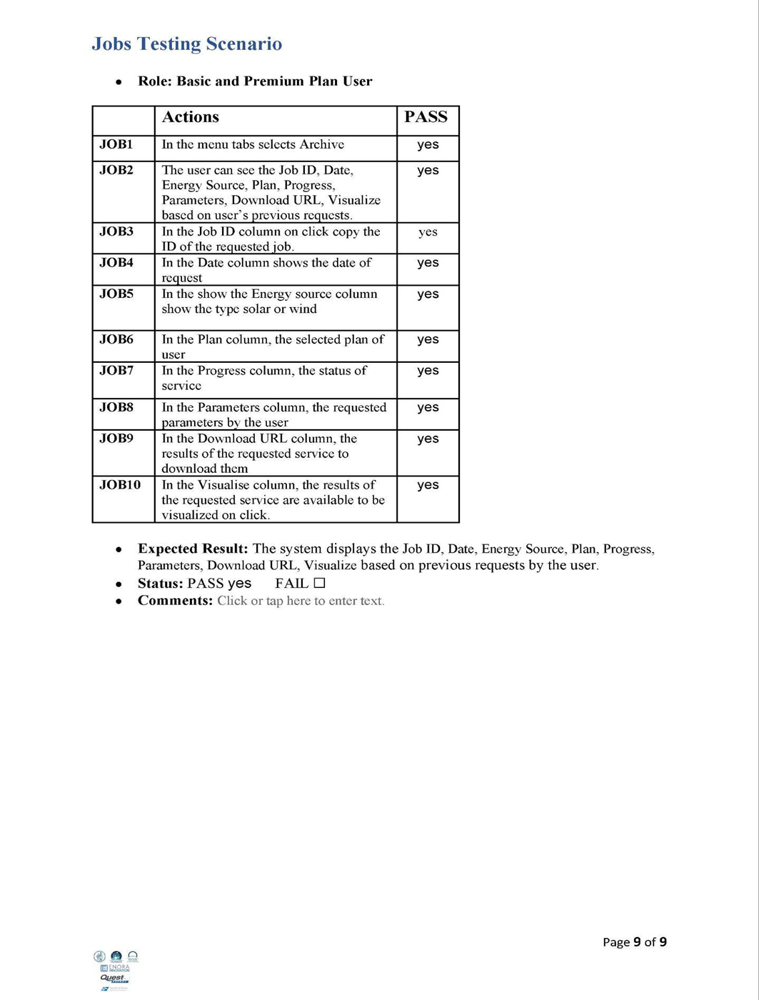 Jobs Testing Scenario
• Role: Basic and Premium Plan User
Actions PASS
JOB1 In the menu tabs selects Archive yes
JOB2 The user can see the Job ID, Date, yes
Energy Source, Plan, Progress,
Parameters, Download URL, Visualize
based on user's previous requests.
JOB3 In the Job ID column on click copy the yes
ID of the requested job.
JOB4 In the Date column shows the date of yes
request
JOB5 In the show the Energy source column yes
show the type solar or wind
JOB6 In the Plan column, the selected plan of yes
user
JOB7 In the Progress column, the status of yes
service
JOB8 In the Parameters column, the requested yes
parameters by the user
JOB9 In the Download URL column, the yes
results of the requested service to
download them
JOB10 In the Visualise column, the results of yes
the requested service are available to be
visualized on click.
• Expected Result: The system displays the Job ID, Date, Energy Source, Plan, Progress,
Parameters, Download URL, Visualize based on previous requests by the user.
• Status: PASS yes FAIL ☐
• Comments: Click or tap here to enter text.
Page 9 of 9
ENORA
INNOVATION
Quest
ENERGY